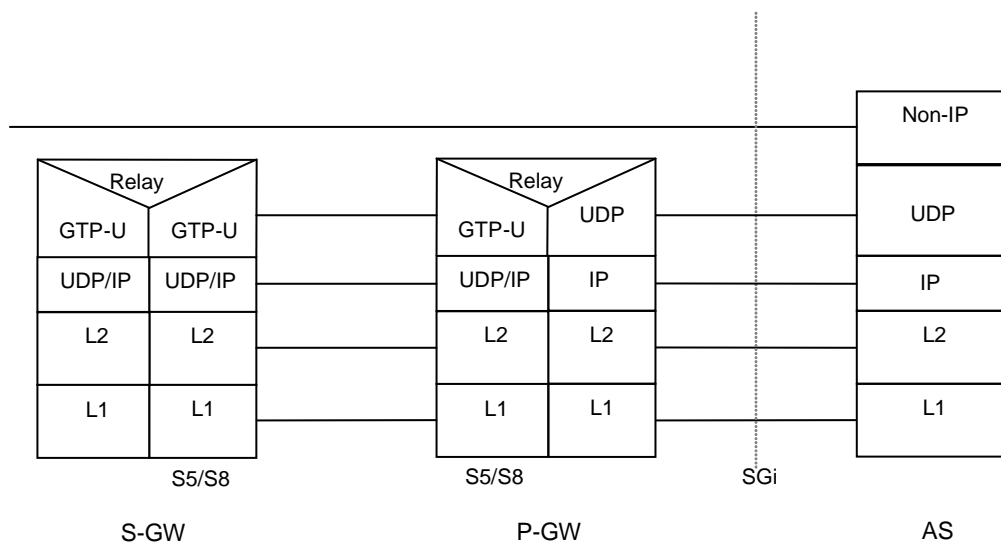 Non-IP
Relay
Relay
GTP-U GTP-U
GTP-U UDP
UDP
UDP/IP UDP/IP
UDP/IP IP
IP
L2 L2
L2 L2
L2
L1 L1
L1 L1
L1
S5/S8
S5/S8
SGi
S-GW
P-GW
AS